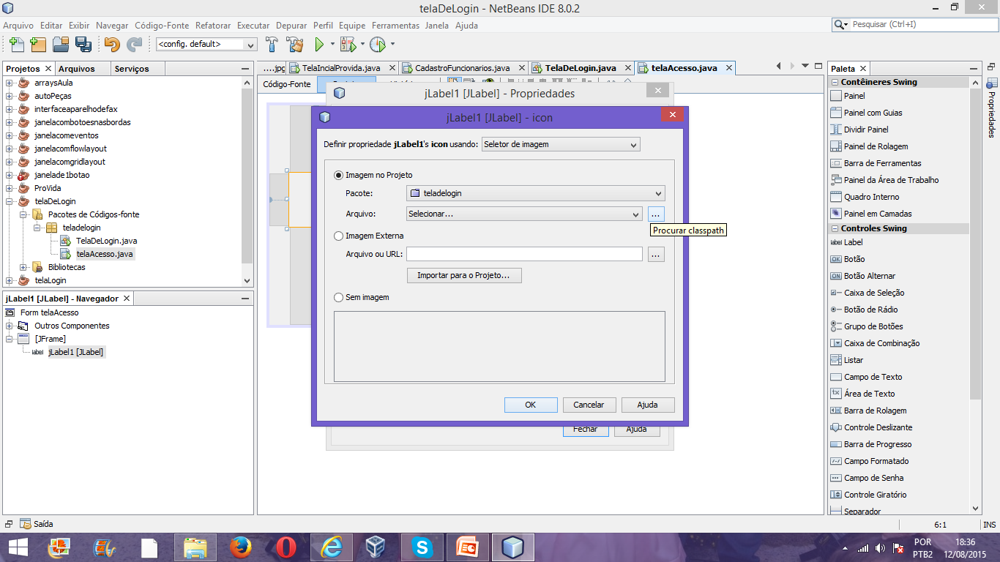 telaDeLogin - NetBeans IDE 8.0.2
Arquivo Editar Exibir Navegar Código-Fonte Refatorar Executar Depurar Perfil Equipe Ferramentas Janela Ajuda
Pesquisar (Ctrl+I)
<config. default>
Projetos Arquivos Serviços
....jpg TelaIncialProvida.java CadastroFuncionarios.java TelaDeLogin.java telaAcesso.java
Paleta
Código-Fonte
arraysAula
autoPeças
interfaceaparelhodefax
janelacombotoesnasbordas
janelacomeventos
janelacomflowlayout
janelacomgridlayout
janelade1botao
ProVida
telaDeLogin
Pacotes de Códigos-fonte
teladelogin
TelaDeLogin.java
telaAcesso.java
Bibliotecas
telaLogin
jLabel1 [JLabel] - Navegador
Form telaAcesso
Outros Componentes
[JFrame]
label jLabel1 [JLabel]
jLabel1 [JLabel] - Propriedades
jLabel1 [JLabel] - icon
Definir propriedade jLabel1's icon usando: Seletor de imagem
Imagem no Projeto
Pacote: teladelogin
Arquivo: Selecionar... ...
Procurar classpath
Imagem Externa
Arquivo ou URL: ...
Importar para o Projeto...
Sem imagem
OK Cancelar Ajuda
Fechar Ajuda
Contêineres Swing
Painel
Painel com Guias
Dividir Painel
Painel de Rolagem
Barra de Ferramentas
Painel da Área de Trabalho
Quadro Interno
Painel em Camadas
Controles Swing
label Label
OK Botão
ON Botão Alternar
Caixa de Seleção
Botão de Rádio
Grupo de Botões
Caixa de Combinação
Listar
Campo de Texto
Área de Texto
Barra de Rolagem
Controle Deslizante
Barra de Progresso
Campo Formatado
Campo de Senha
Controle Giratório
Separador
Propriedades
Saída
6:1 INS
POR 18:36
PTB2 12/08/2015